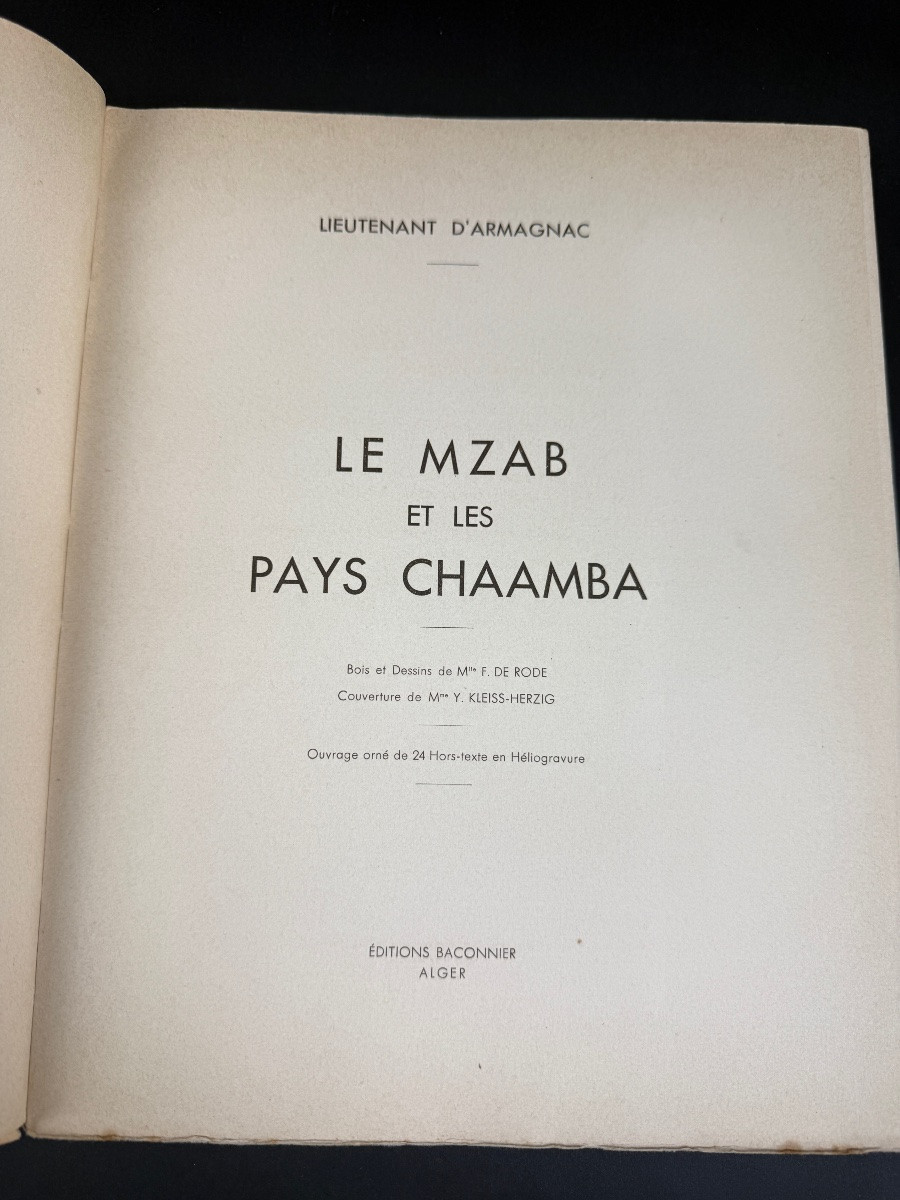 LIEUTENANT D'ARMAGNAC
LE MZAB
ET LES
PAYS CHAAMBA
Bois et Dessins de Mlle F. DE RODE
Couverture de Mme Y. KLEISS-HERZIG
Ouvrage orné de 24 Hors-texte en Héliogravure
ÉDITIONS BACONNIER
ALGER